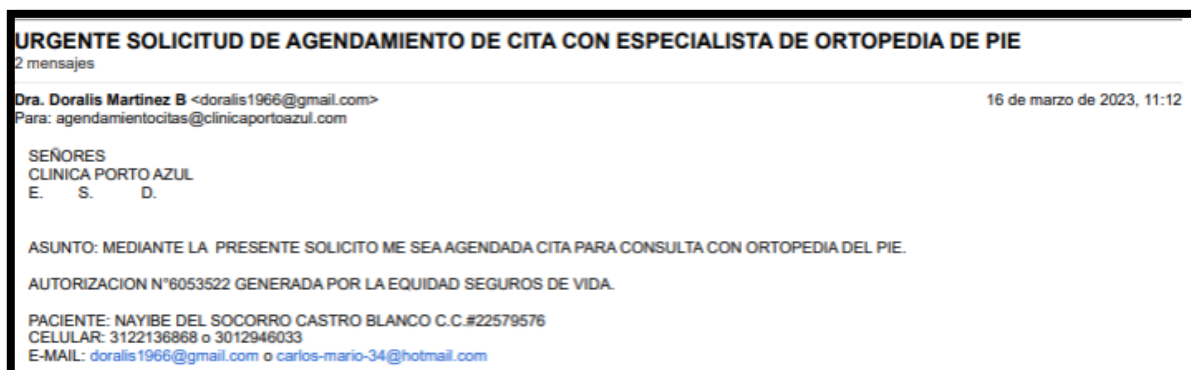 URGENTE SOLICITUD DE AGENDAMIENTO DE CITA CON ESPECIALISTA DE ORTOPEDIA DE PIE
2 mensajes
Dra. Doralis Martinez B <doralis1966@gmail.com> 16 de marzo de 2023, 11:12
Para: agendamientocitas@clinicaportoazul.com
SEÑORES
CLINICA PORTO AZUL
E. S. D.
ASUNTO: MEDIANTE LA PRESENTE SOLICITO ME SEA AGENDADA CITA PARA CONSULTA CON ORTOPEDIA DEL PIE.
AUTORIZACION N°6053522 GENERADA POR LA EQUIDAD SEGUROS DE VIDA.
PACIENTE: NAYIBE DEL SOCORRO CASTRO BLANCO C.C.#22579576
CELULAR: 3122136868 o 3012946033
E-MAIL: doralis1966@gmail.com o carlos-mario-34@hotmail.com